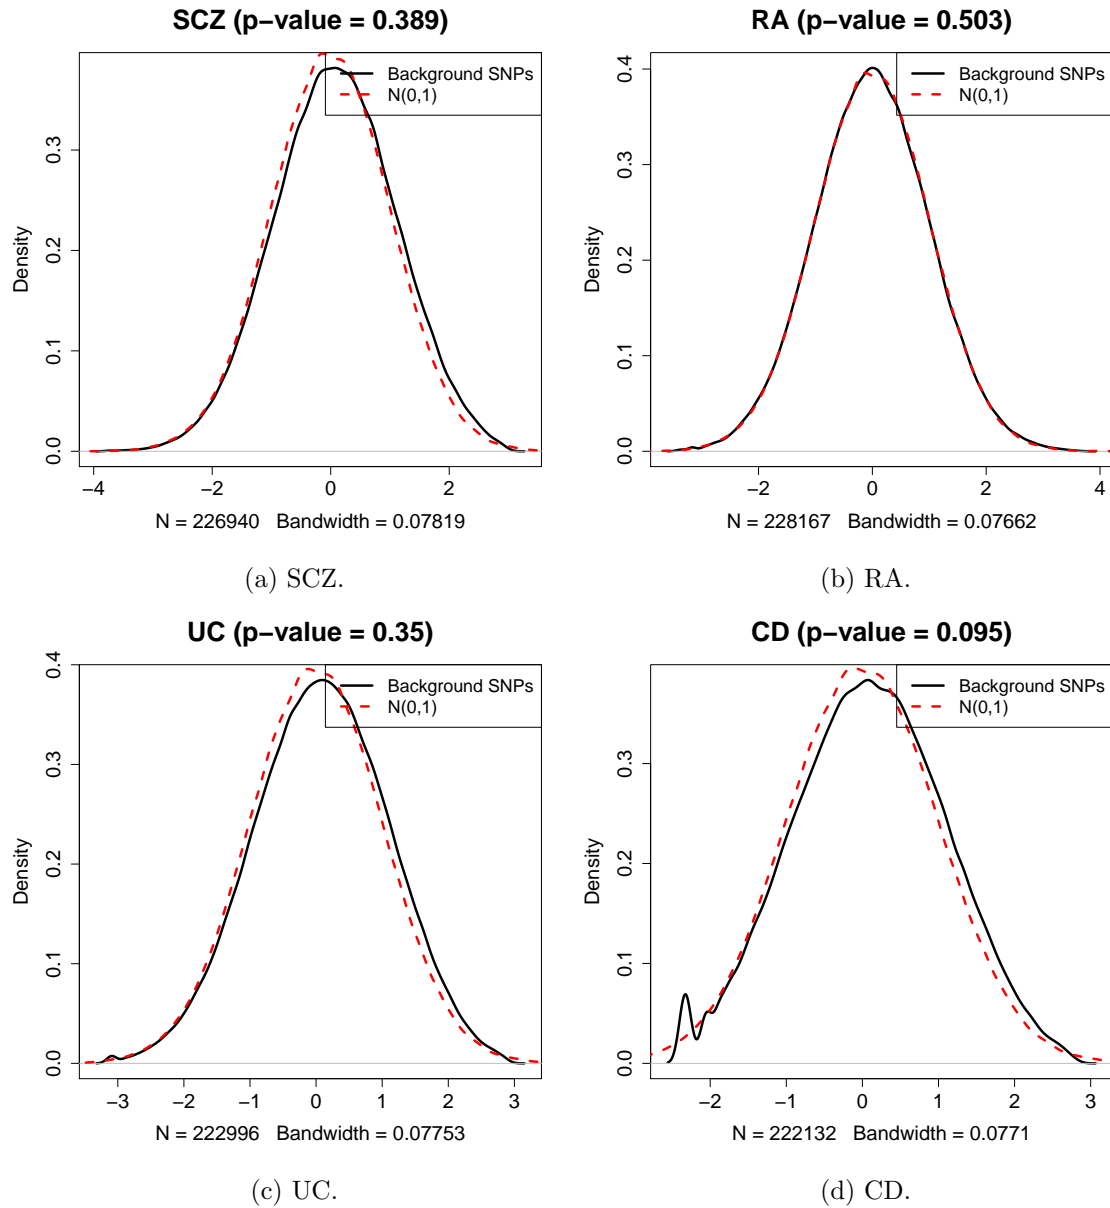 SCZ (p−value = 0.389)
Density
0.0
0.1
0.2
0.3
−4
−2
0
2
Background SNPs
N(0,1)
N = 226940 Bandwidth = 0.07819
(a) SCZ.
RA (p−value = 0.503)
Density
0.0
0.1
0.2
0.3
0.4
−2
0
2
4
Background SNPs
N(0,1)
N = 228167 Bandwidth = 0.07662
(b) RA.
UC (p−value = 0.35)
Density
0.0
0.1
0.2
0.3
0.4
−3
−2
−1
0
1
2
3
Background SNPs
N(0,1)
N = 222996 Bandwidth = 0.07753
(c) UC.
CD (p−value = 0.095)
Density
0.0
0.1
0.2
0.3
−2
−1
0
1
2
3
Background SNPs
N(0,1)
N = 222132 Bandwidth = 0.0771
(d) CD.